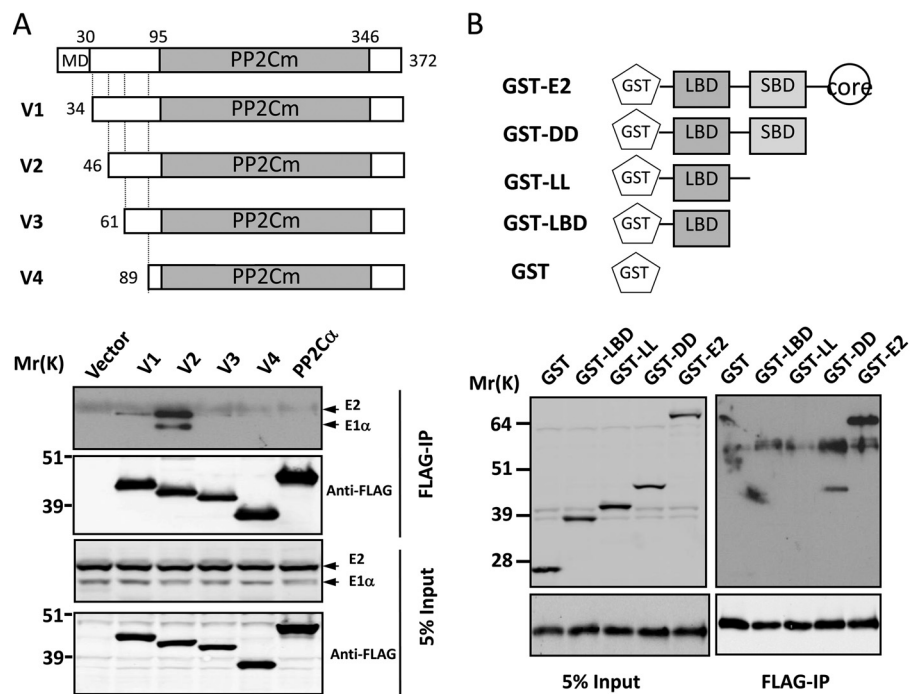 A
30 95 346
MD PP2Cm 372
V1 34 PP2Cm
V2 46 PP2Cm
V3 61 PP2Cm
V4 89 PP2Cm
Mr(K) Vector V1 V2 V3 V4 PP2Cα
E2
E1α
51
39
Anti-FLAG
FLAG-IP
E2
E1α
51
39
Anti-FLAG
5% Input
B
GST-E2 GST LBD SBD core
GST-DD GST LBD SBD
GST-LL GST LBD
GST-LBD GST LBD
GST GST
Mr(K) GST GST-LBD GST-LL GST-DD GST-E2 GST GST-LBD GST-LL GST-DD GST-E2
64
51
39
28
5% Input FLAG-IP